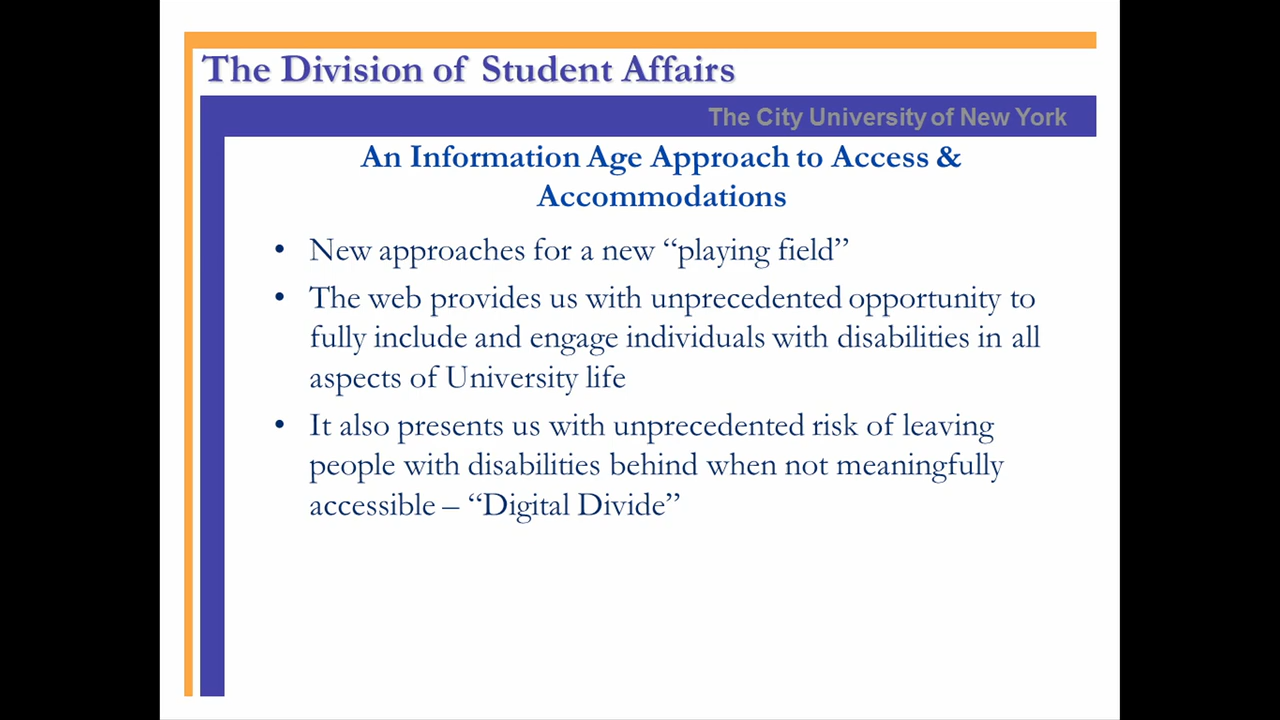 The Division of Student Affairs
The City University of New York
An Information Age Approach to Access &
Accommodations
• New approaches for a new “playing field”
• The web provides us with unprecedented opportunity to
fully include and engage individuals with disabilities in all
aspects of University life
• It also presents us with unprecedented risk of leaving
people with disabilities behind when not meaningfully
accessible – “Digital Divide”